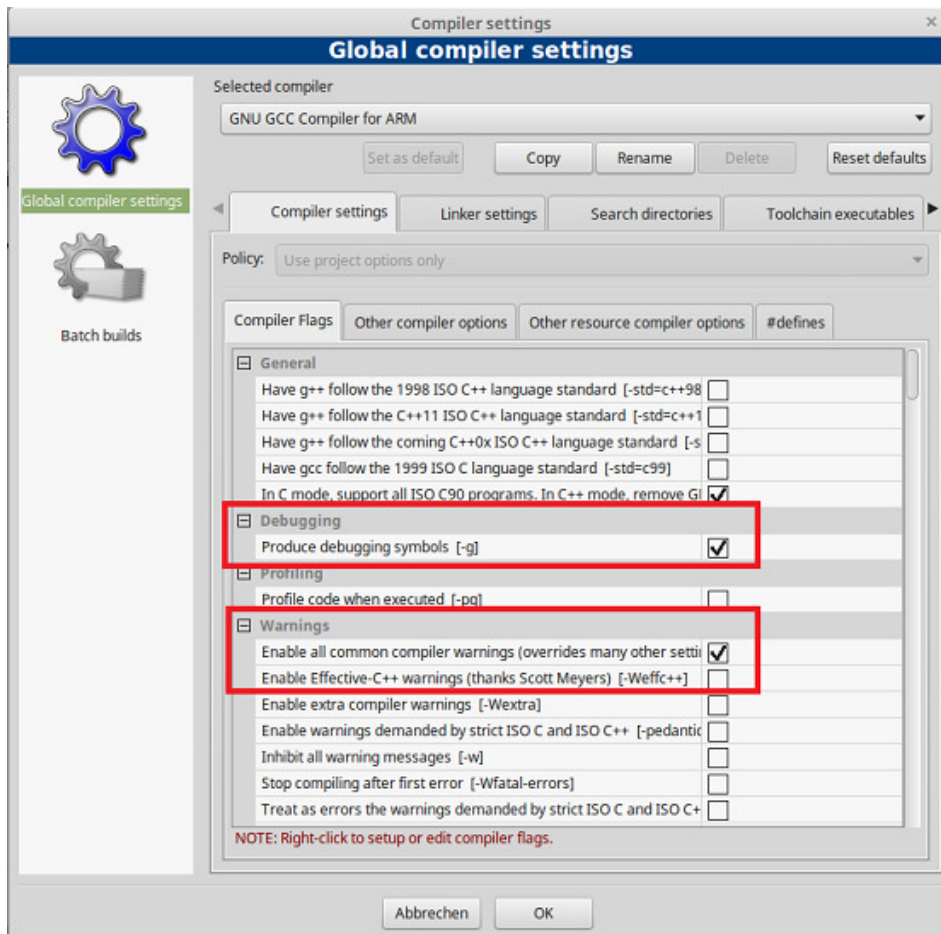 Compiler settings
Global compiler settings
Global compiler settings
Batch builds
Selected compiler
GNU GCC Compiler for ARM
Set as default
Copy
Rename
Delete
Reset defaults
Compiler settings
Linker settings
Search directories
Toolchain executables
Policy:
Use project options only
Compiler Flags
Other compiler options
Other resource compiler options
#defines
General
Have g++ follow the 1998 ISO C++ language standard [-std=c++98
Have g++ follow the C++11 ISO C++ language standard [-std=c++1
Have g++ follow the coming C++0x ISO C++ language standard [-s
Have gcc follow the 1999 ISO C language standard [-std=c99]
In C mode, support all ISO C90 programs. In C++ mode, remove GI
Debugging
Produce debugging symbols [-g]
Profiling
Profile code when executed [-pg]
Warnings
Enable all common compiler warnings (overrides many other setti
Enable Effective-C++ warnings (thanks Scott Meyers) [-Weffc++]
Enable extra compiler warnings [-Wextra]
Enable warnings demanded by strict ISO C and ISO C++ [-pedantic
Inhibit all warning messages [-w]
Stop compiling after first error [-Wfatal-errors]
Treat as errors the warnings demanded by strict ISO C and ISO C+
NOTE: Right-click to setup or edit compiler flags.
Abbrechen
OK